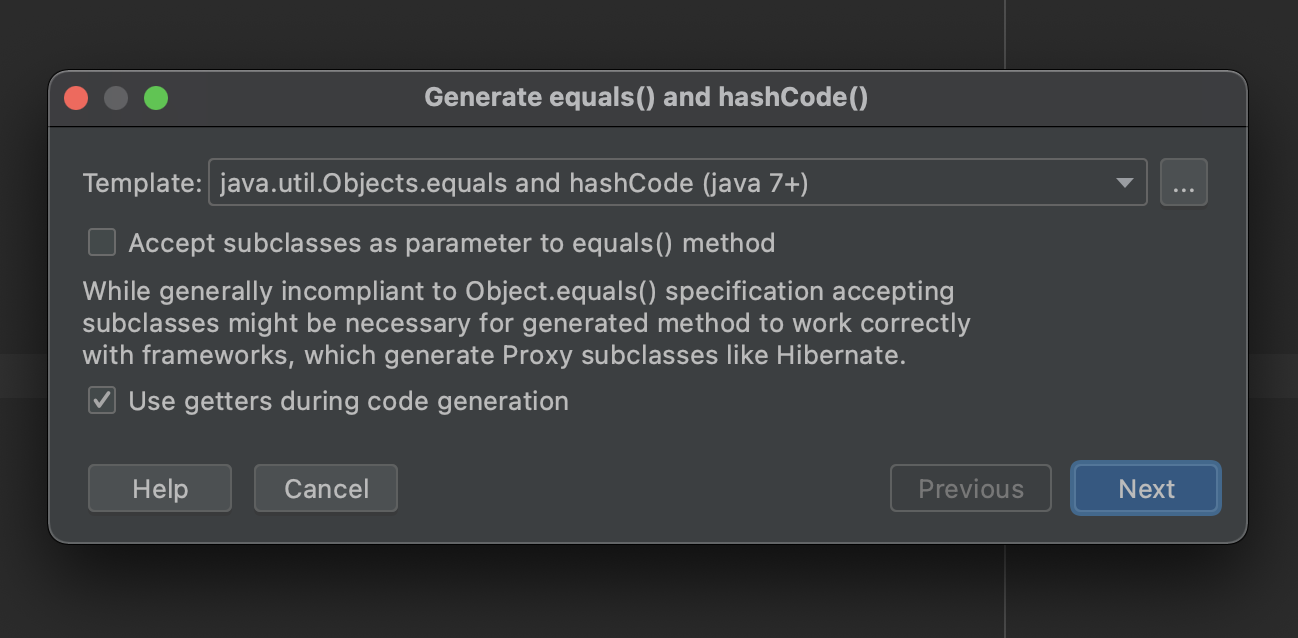 Generate equals() and hashCode()
Template: java.util.Objects.equals and hashCode (java 7+) ...
Accept subclasses as parameter to equals() method
While generally incompliant to Object.equals() specification accepting
subclasses might be necessary for generated method to work correctly
with frameworks, which generate Proxy subclasses like Hibernate.
Use getters during code generation
Help Cancel Previous Next